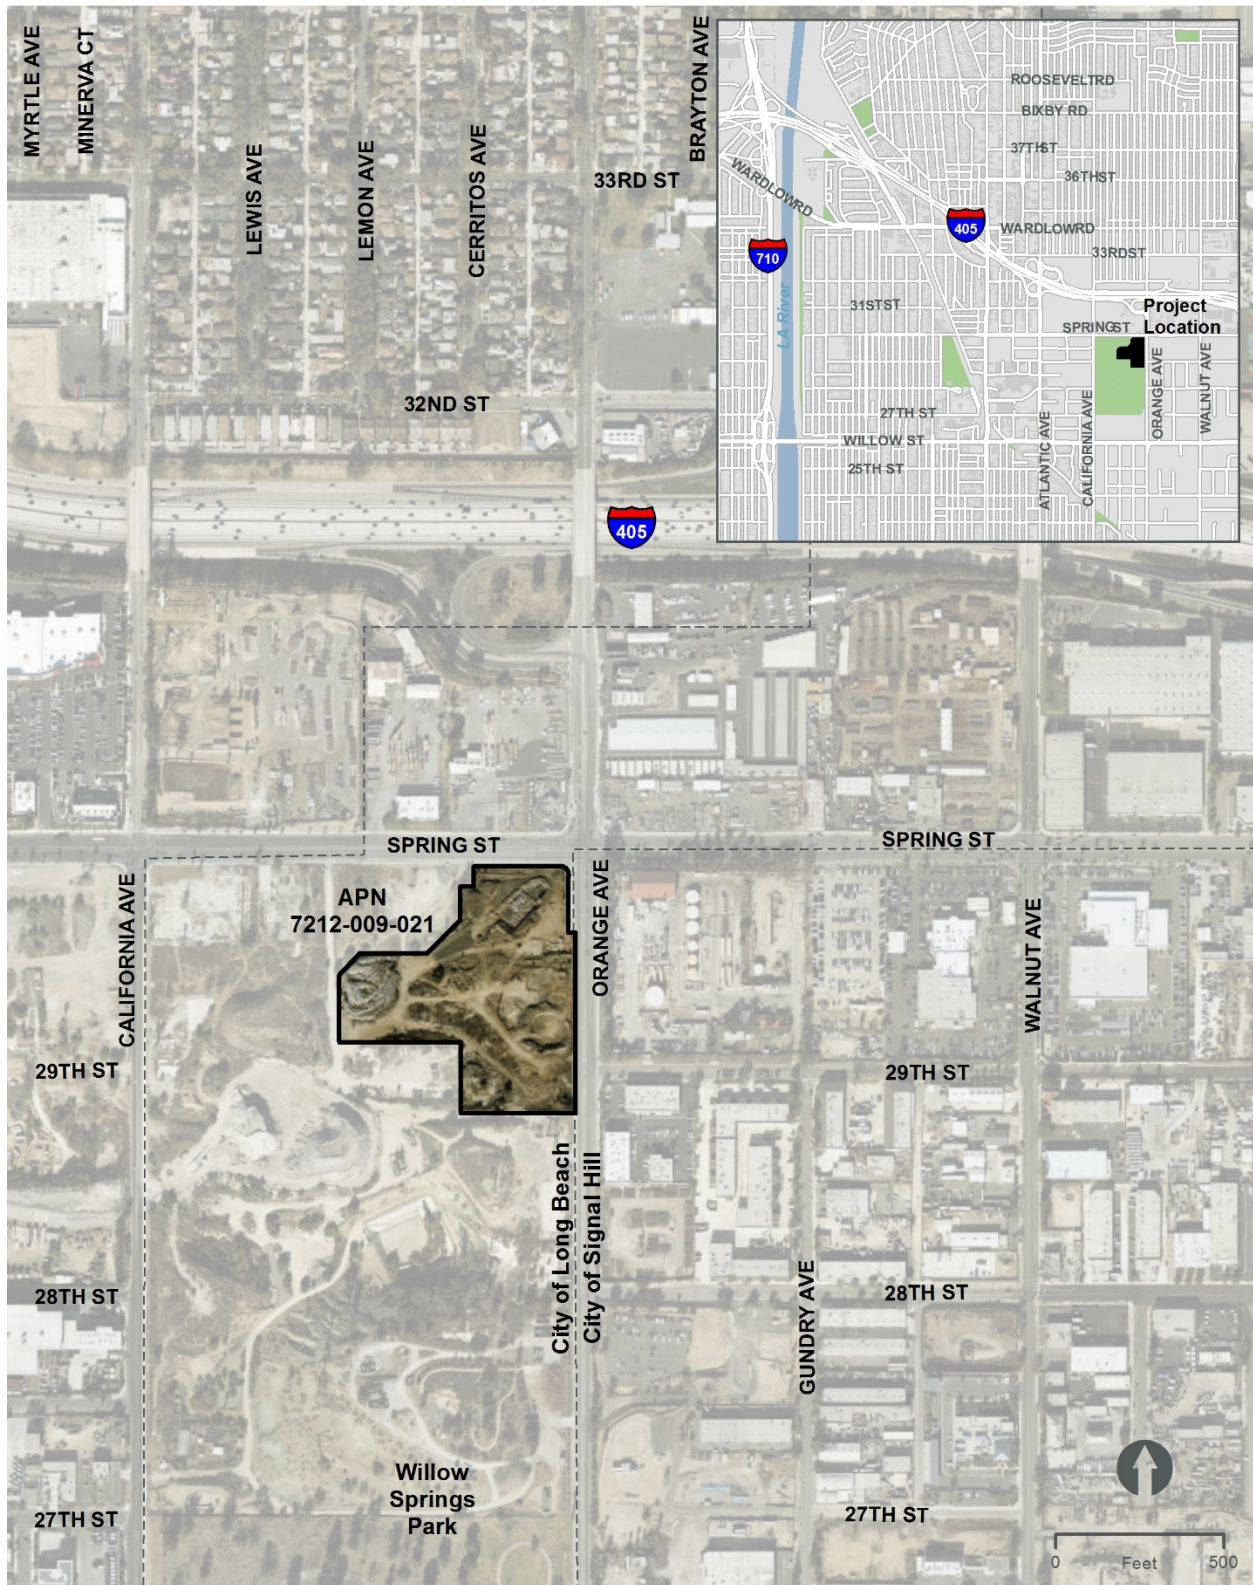 MYRTLE AVE
MINERVA CT
LEWIS AVE
LEMON AVE
CERRITOS AVE
33RD ST
BRAYTON AVE
32ND ST
405
ROOSEVELT RD
BIXBY RD
37TH ST
36TH ST
WARDLOW RD
405
WARDLOW RD
710
33RD ST
LA River
31ST ST
SPRING ST
Project
Location
27TH ST
WILLOW ST
25TH ST
ATLANTIC AVE
CALIFORNIA AVE
ORANGE AVE
WALNUT AVE
SPRING ST
SPRING ST
APN
7212-009-021
CALIFORNIA AVE
ORANGE AVE
WALNUT AVE
29TH ST
29TH ST
City of Long Beach
City of Signal Hill
28TH ST
28TH ST
GUNDRY AVE
Willow
Springs
Park
27TH ST
27TH ST
0 Feet 500